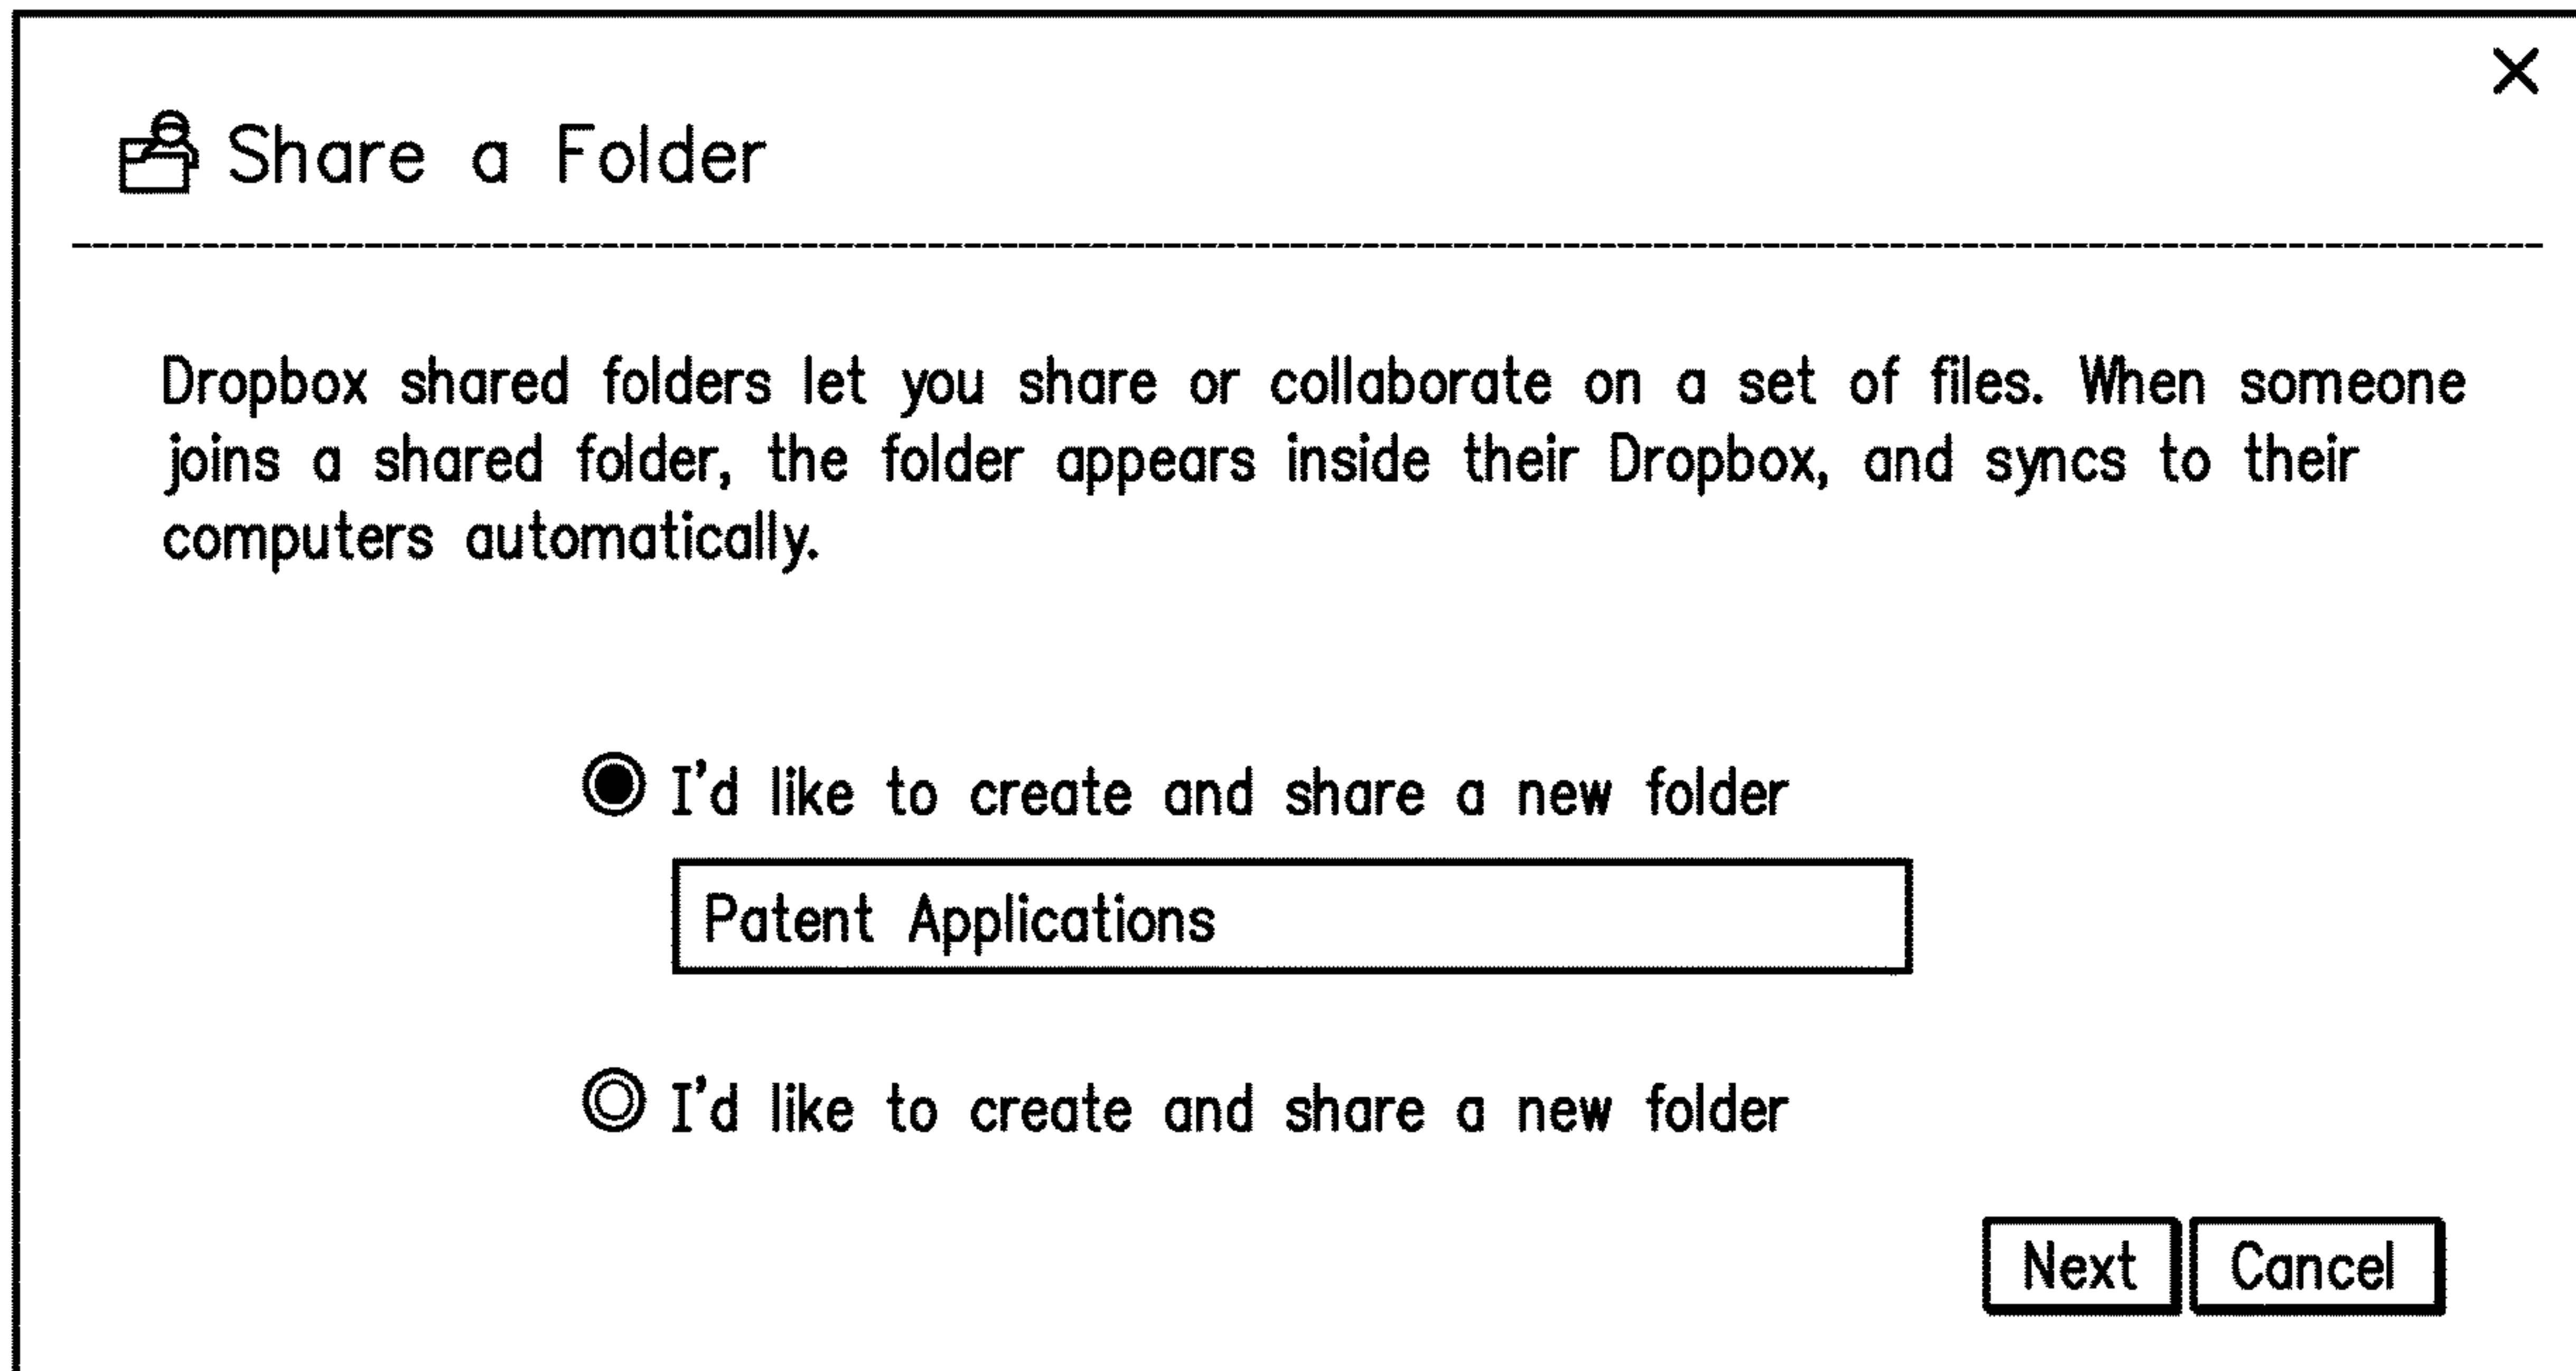 Share a Folder
Dropbox shared folders let you share or collaborate on a set of files. When someone
joins a shared folder, the folder appears inside their Dropbox, and syncs to their
computers automatically.
I'd like to create and share a new folder
Patent Applications
I'd like to create and share a new folder
Next Cancel